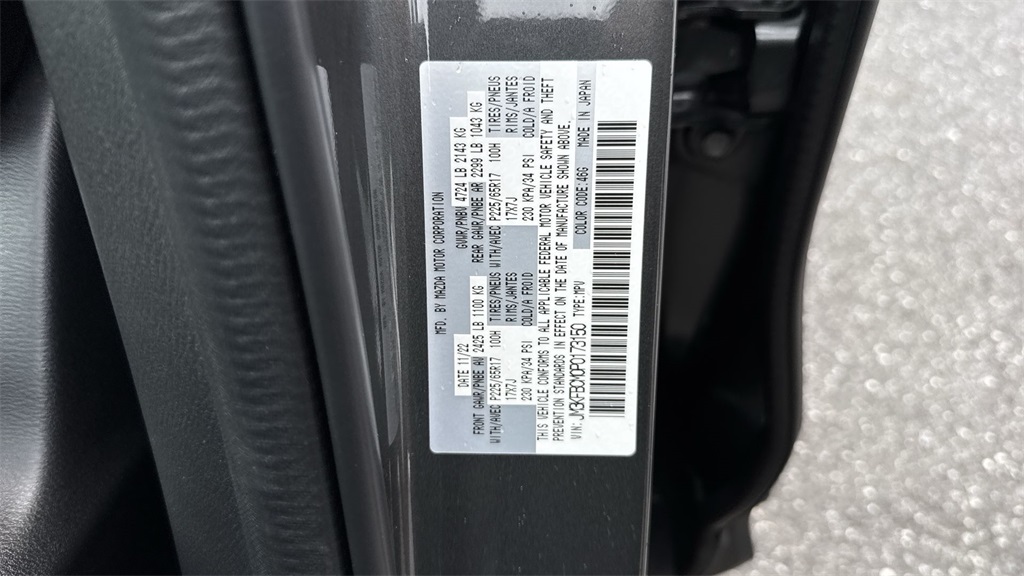 MFD. BY MAZDA MOTOR CORPORATION
DATE 11/22 GVWR/PNBV 4724 LB 2143 KG
FRONT GAWR/PNBE AV 2425 LB 1100 KG REAR GAWR/PNBE AR 2299 LB 1043 KG
WITH/AVEC P225/65R17 100H TIRES/PNEUS WITH/AVEC P225/65R17 100H TIRES/PNEUS
17X7J RIMS/JANTES 17X7J RIMS/JANTES
230 KPA/34 PSI COLD/A FROID 230 KPA/34 PSI COLD/A FROID
THIS VEHICLE CONFORMS TO ALL APPLICABLE FEDERAL MOTOR VEHICLE SAFETY AND THEFT
PREVENTION STANDARDS IN EFFECT ON THE DATE OF MANUFACTURE SHOWN ABOVE.
VIN: TYPE:MPV COLOR CODE:46G MADE IN JAPAN